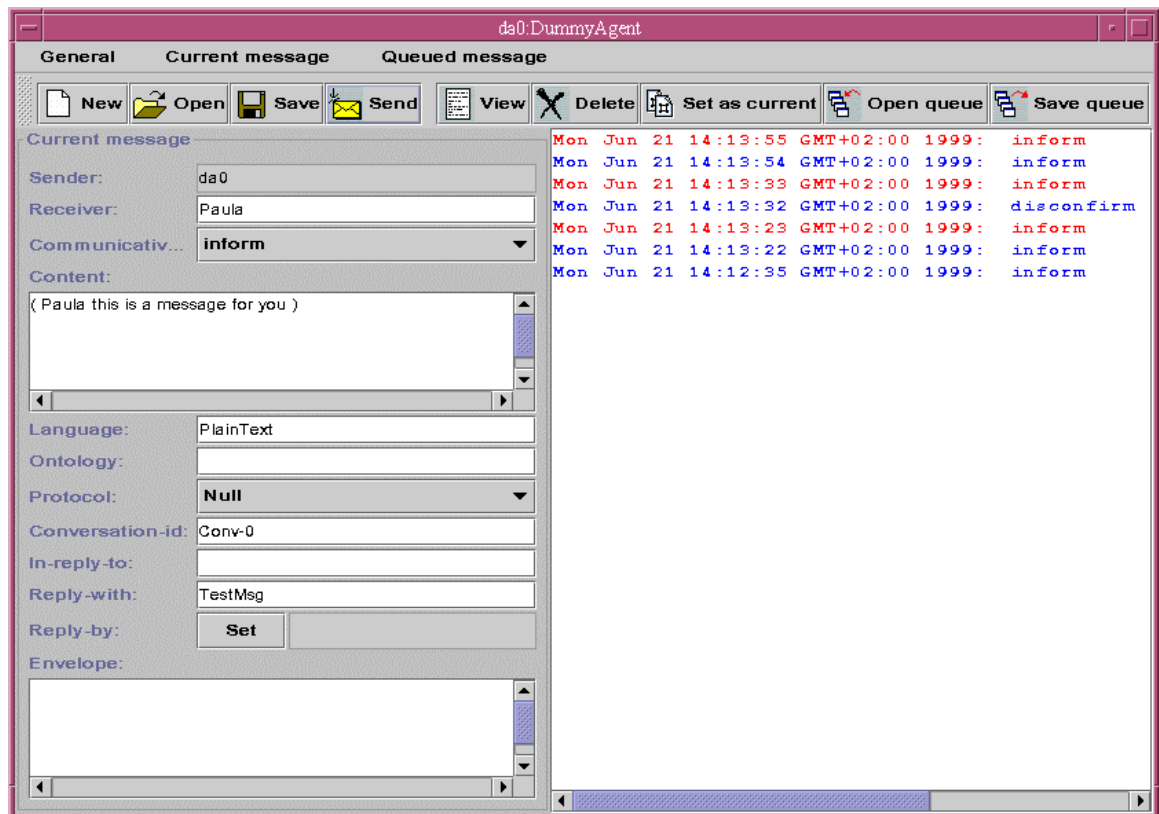 da0:DummyAgent
General Current message Queued message
New Open Save Send View Delete Set as current Open queue Save queue
Current message
Sender: da0
Receiver: Paula
Communicativ... inform
Content:
( Paula this is a message for you )
Language: PlainText
Ontology:
Protocol: Null
Conversation-id: Conv-0
In-reply-to:
Reply-with: TestMsg
Reply-by: Set
Envelope:
Mon Jun 21 14:13:55 GMT+02:00 1999: inform
Mon Jun 21 14:13:54 GMT+02:00 1999: inform
Mon Jun 21 14:13:33 GMT+02:00 1999: inform
Mon Jun 21 14:13:32 GMT+02:00 1999: disconfirm
Mon Jun 21 14:13:23 GMT+02:00 1999: inform
Mon Jun 21 14:13:22 GMT+02:00 1999: inform
Mon Jun 21 14:12:35 GMT+02:00 1999: inform